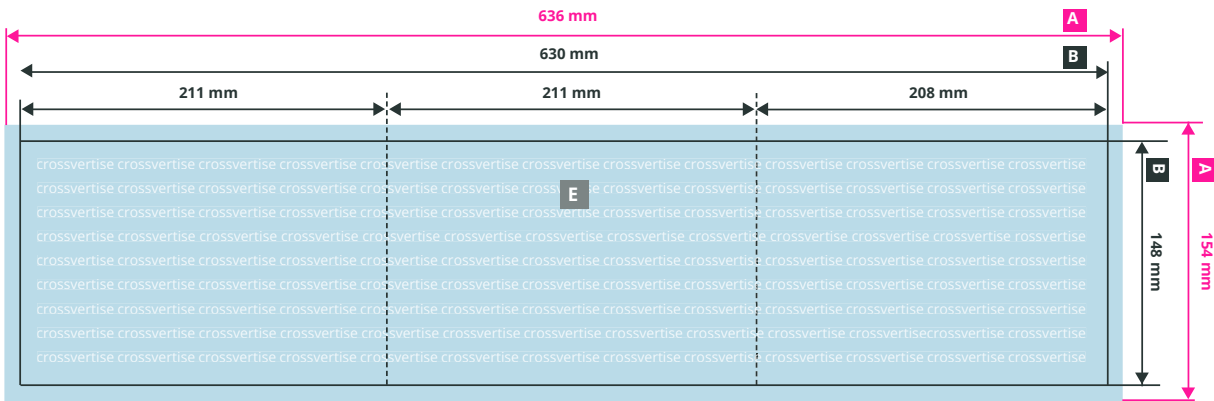 636 mm A
630 mm B
211 mm 211 mm 208 mm
crossvertise crossvertise crossvertise crossvertise crossvertise crossvertise crossvertise crossvertise crossvertise crossvertise crossvertise crossvertise crossvertise
crossvertise crossvertise crossvertise crossvertise crossvertise crossvertise crossvertise crossvertise crossvertise crossvertise crossvertise crossvertise crossvertise
E
crossvertise crossvertise crossvertise crossvertise crossvertise crossvertise crossvertise crossvertise crossvertise crossvertise crossvertise crossvertise crossvertise
crossvertise crossvertise crossvertise crossvertise crossvertise crossvertise crossvertise crossvertise crossvertise crossvertise crossvertise crossvertise rossvertise
crossvertise crossvertise crossvertise crossvertise crossvertise crossvertise crossvertise crossvertise crossvertise crossvertise crossvertise crossvertise crossvertise
crossvertise crossvertise crossvertise crossvertise crossvertise crossvertise crossvertise crossvertise crossvertise crossvertise crossvertise crossvertise crossvertise
crossvertise crossvertise crossvertise crossvertise crossvertise crossvertise crossvertise crossvertise crossvertise crossvertise crossvertise crossvertise crossvertise
crossvertise crossvertise crossvertise crossvertise crossvertise crossvertise crossvertise crossvertise crossvertise crossvertise crossvertisecrossvertise crossvertise
crossvertise crossvertise crossvertise crossvertise crossvertise crossvertise crossvertise crossvertise crossvertise crossvertise crossvertise crossvertise crossvertise
B
148 mm
A
154 mm